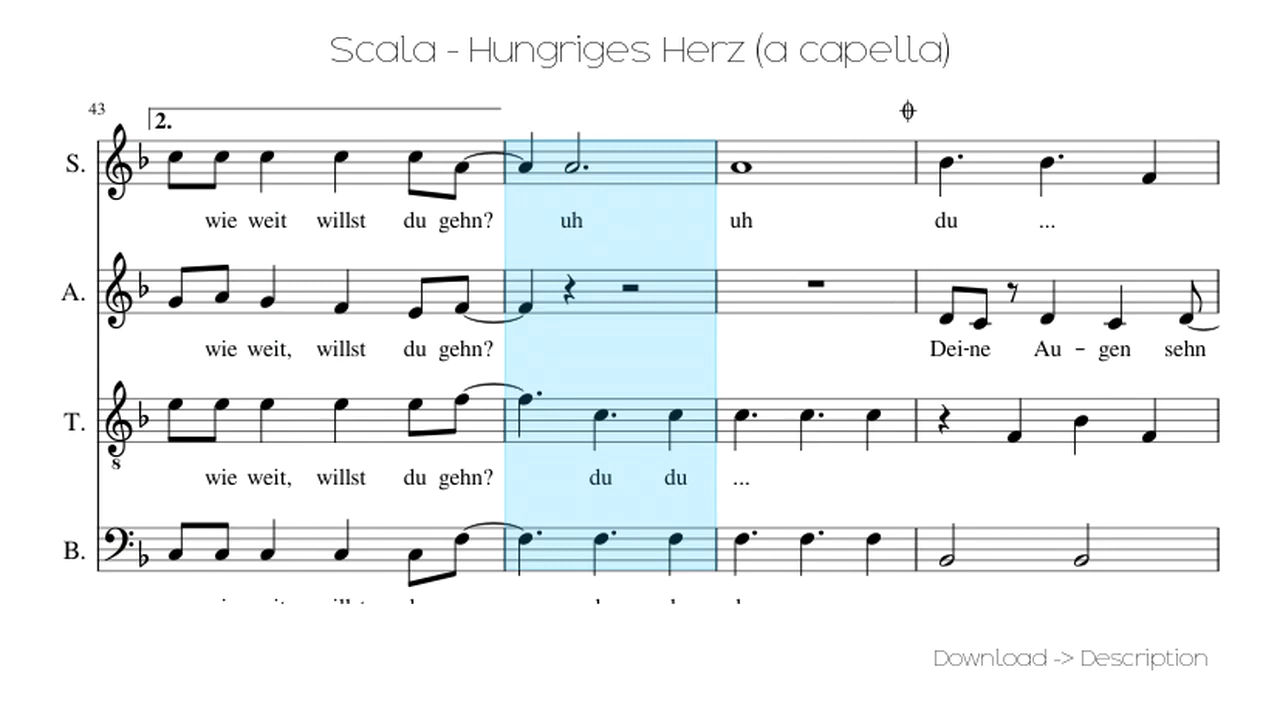 Scala - Hungriges Herz (a capella)
43
2.
S.
wie weit willst du gehn? uh uh du ...
A.
wie weit, willst du gehn? Dei-ne Au - gen sehn
T.
8
wie weit, willst du gehn? du du ...
B.
Download -> Description